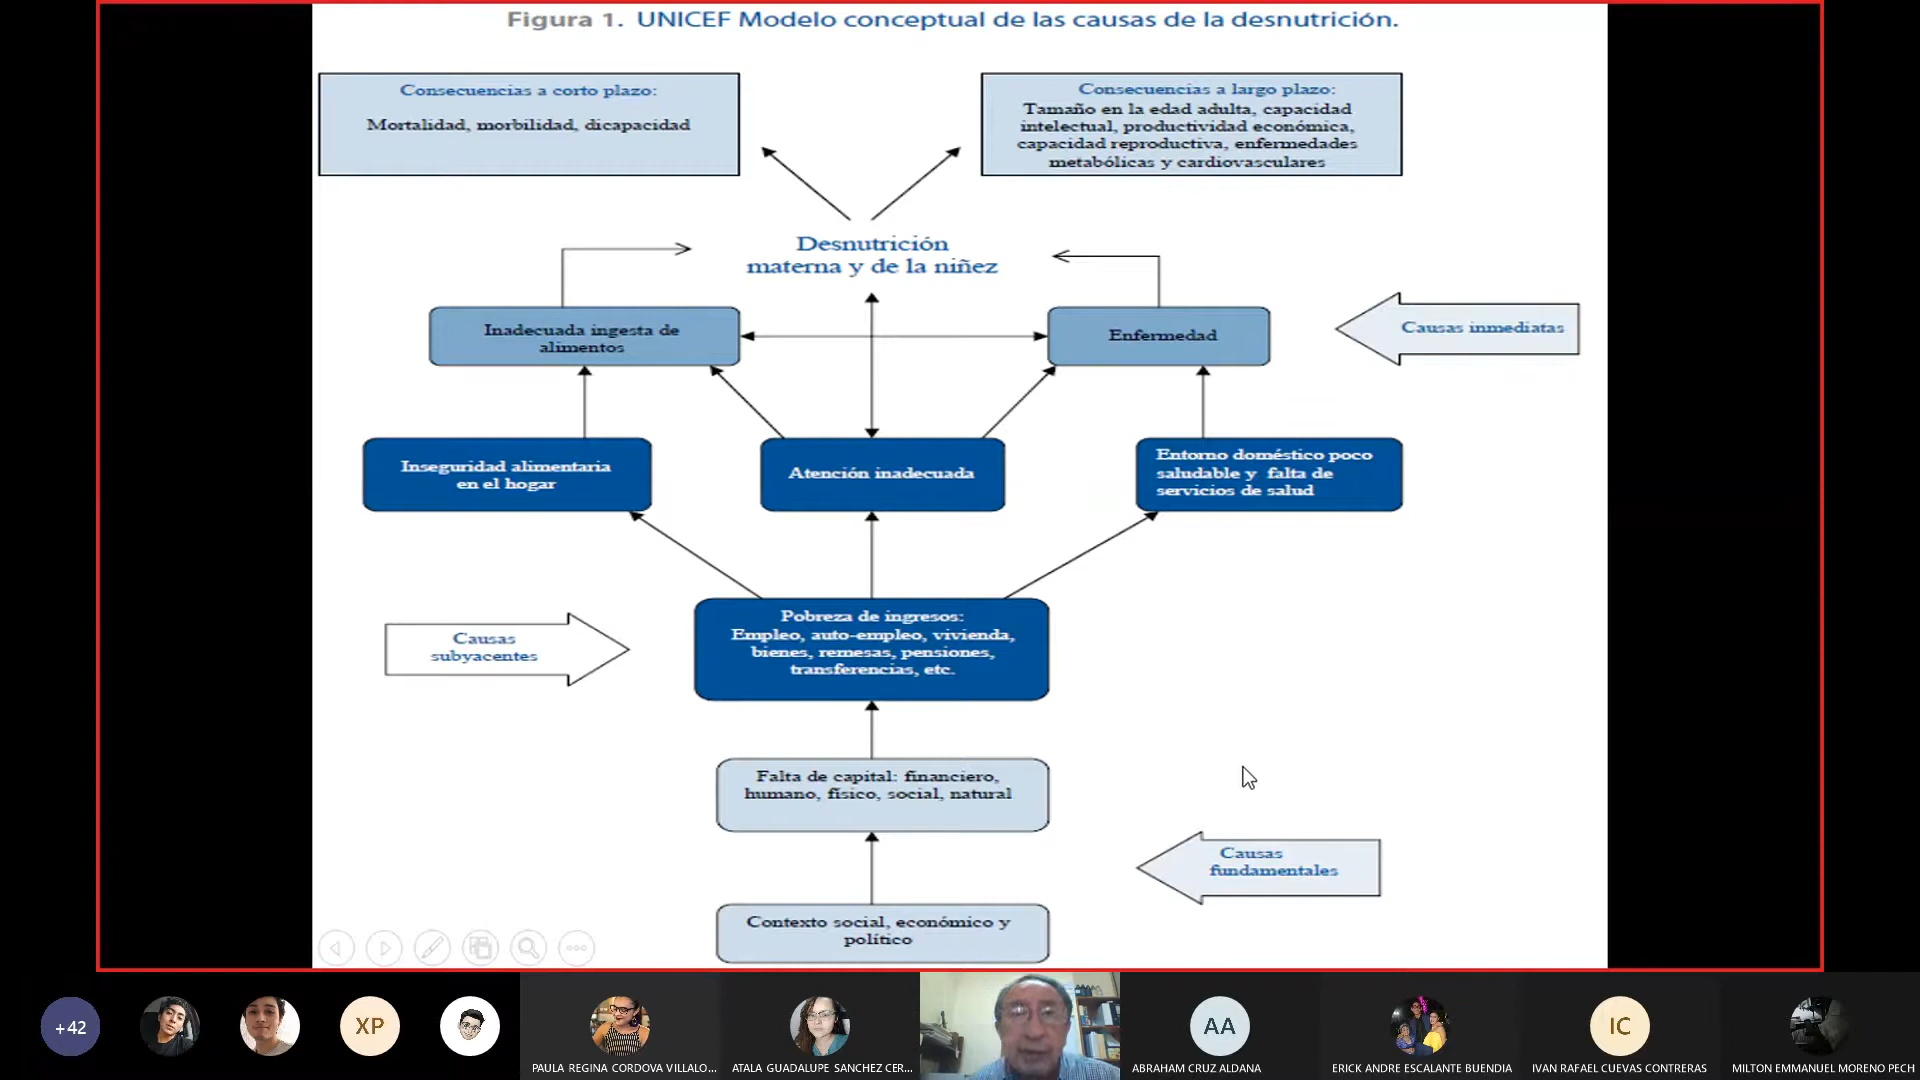 Figura 1. UNICEF Modelo conceptual de las causas de la desnutrición.
Consecuencias a corto plazo:
Mortalidad, morbilidad, dicapacidad
Consecuencias a largo plazo:
Tamaño en la edad adulta, capacidad
intelectual, productividad económica,
capacidad reproductiva, enfermedades
metabólicas y cardiovasculares
Desnutrición
materna y de la niñez
Inadecuada ingesta de
alimentos
Enfermedad
Causas inmediatas
Inseguridad alimentaria
en el hogar
Atención inadecuada
Entorno doméstico poco
saludable y falta de
servicios de salud
Causas
subyacentes
Pobreza de ingresos:
Empleo, auto-empleo, vivienda,
bienes, remesas, pensiones,
transferencias, etc.
Falta de capital: financiero,
humano, físico, social, natural
Causas
fundamentales
Contexto social, económico y
político
+42
XP
AA
IC
PAULA REGINA CORDOVA VILLALO...
ATALA GUADALUPE SANCHEZ CER...
ABRAHAM CRUZ ALDANA
ERICK ANDRE ESCALANTE BUENDIA
IVAN RAFAEL CUEVAS CONTRERAS
MILTON EMMANUEL MORENO PECH